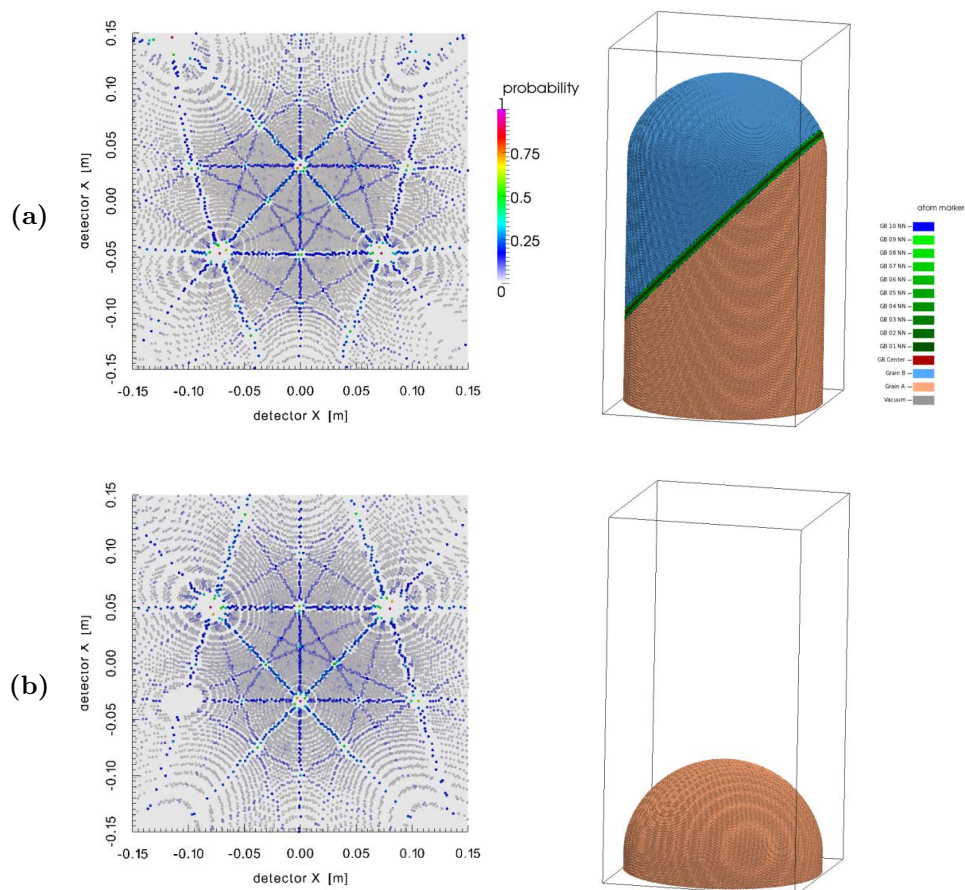 (a)
0.15
0.10
0.05
0.00
-0.05
-0.10
-0.15
detector X [m]
-0.15 -0.10 -0.05 0.00 0.05 0.10 0.15
detector X [m]
probability
1
0.75
0.50
0.25
0
atom marker
GB 10 NN
GB 09 NN
GB 08 NN
GB 07 NN
GB 06 NN
GB 05 NN
GB 04 NN
GB 03 NN
GB 02 NN
GB 01 NN
GB Center
Grain B
Grain A
Vacuum
(b)
0.15
0.10
0.05
0.00
-0.05
-0.10
-0.15
detector X [m]
-0.15 -0.10 -0.05 0.00 0.05 0.10 0.15
detector X [m]